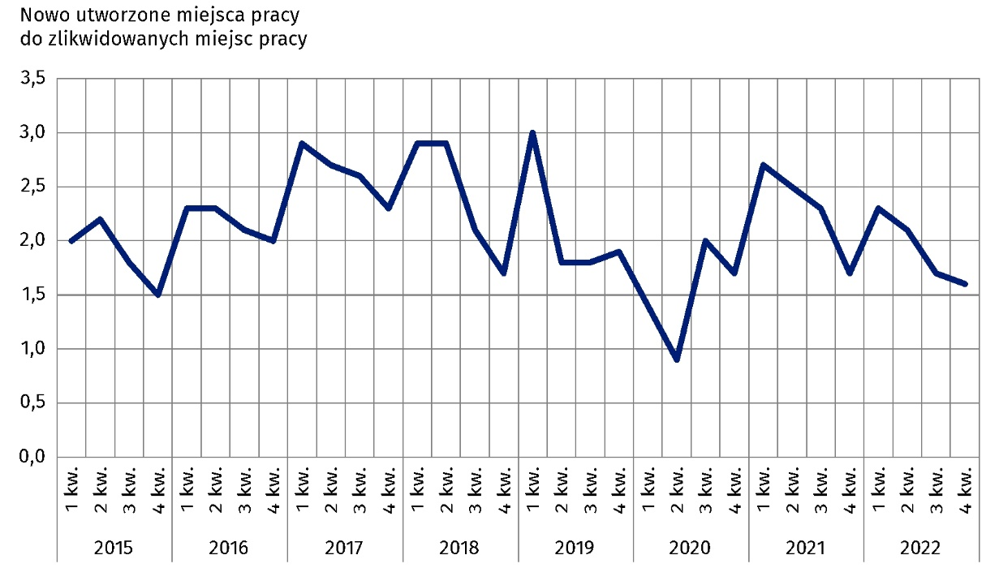 Nowo utworzone miejsca pracy
do zlikwidowanych miejsc pracy
3,5
3,0
2,5
2,0
1,5
1,0
0,5
0,0
1 kw. 2 kw. 3 kw. 4 kw. 1 kw. 2 kw. 3 kw. 4 kw. 1 kw. 2 kw. 3 kw. 4 kw. 1 kw. 2 kw. 3 kw. 4 kw. 1 kw. 2 kw. 3 kw. 4 kw. 1 kw. 2 kw. 3 kw. 4 kw. 1 kw. 2 kw. 3 kw. 4 kw. 1 kw. 2 kw. 3 kw. 4 kw.
2015 2016 2017 2018 2019 2020 2021 2022